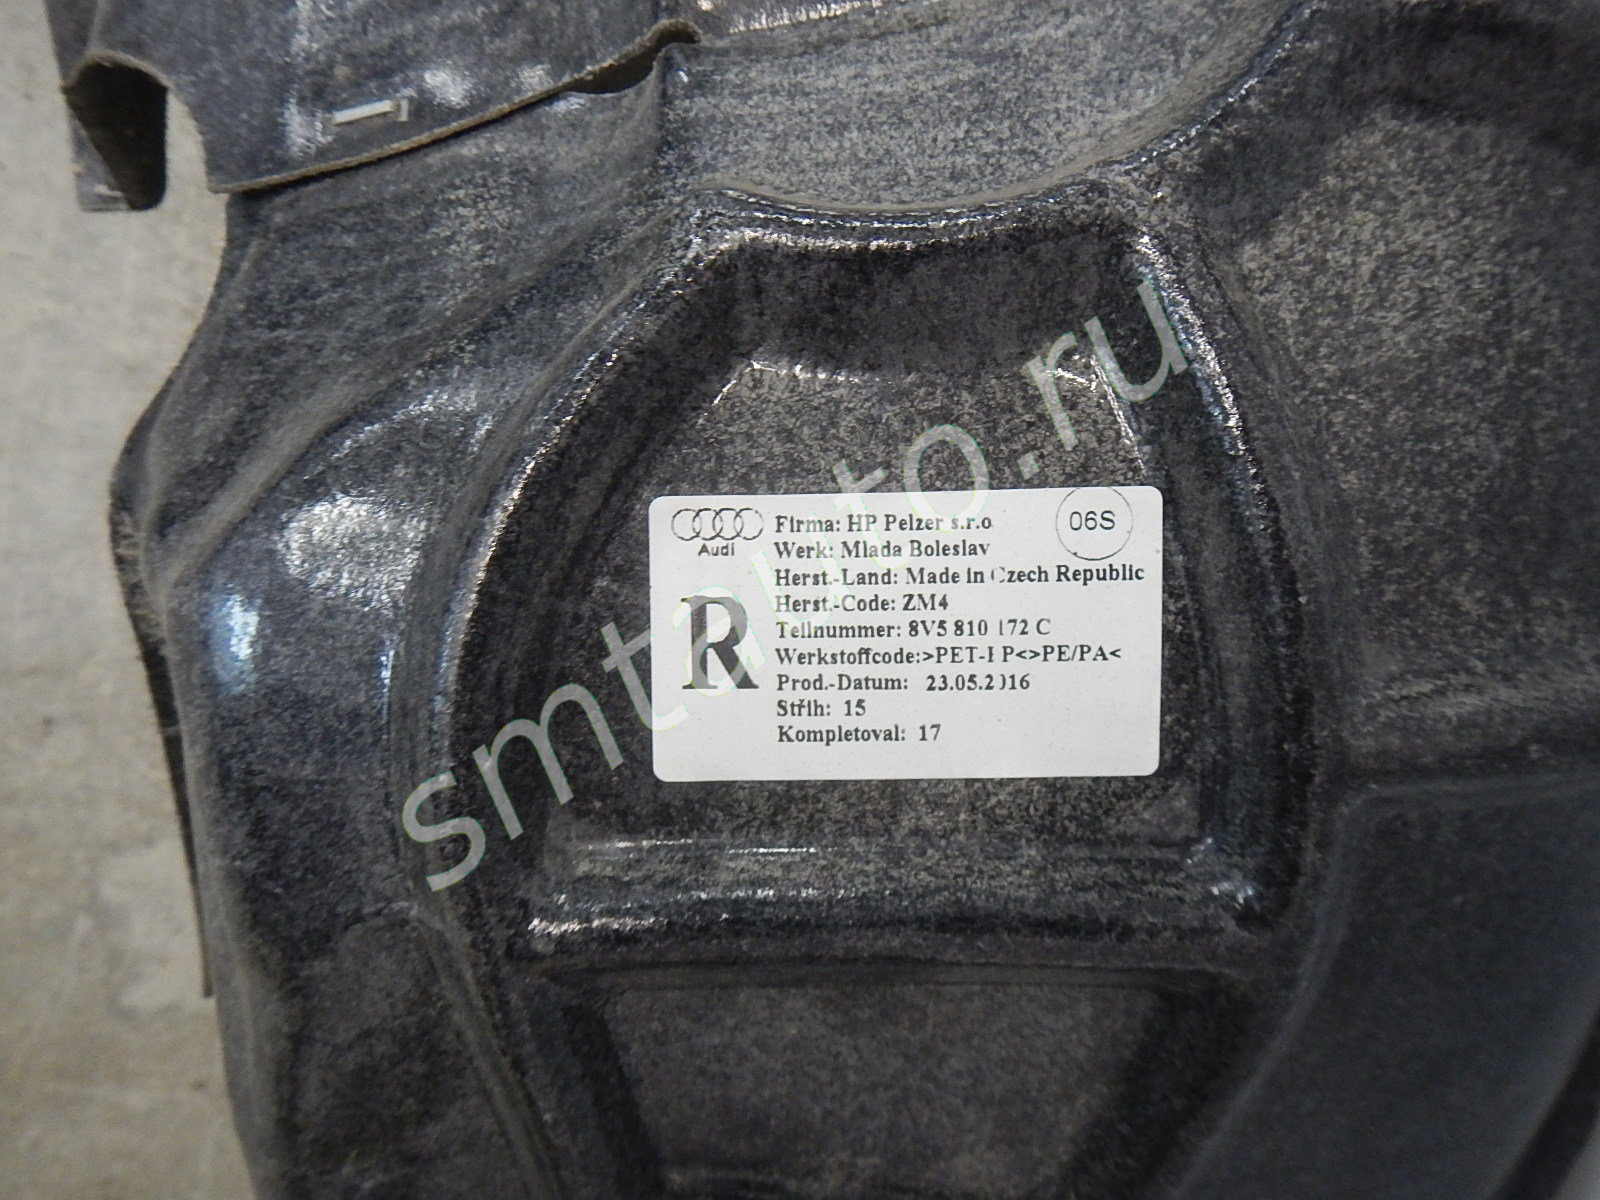 Audi
Firma: HP Pelzer s.r.o.
06S
Werk: Mlada Boleslav
Herst.-Land: Made in Czech Republic
R
Herst.-Code: ZM4
Teilnummer: 8V5 810 172 C
Werkstoffcode:>PET-PP<>PE/PA<
Prod.-Datum: 23.05.2016
Střih: 15
Kompletoval: 17
smtauto.ru